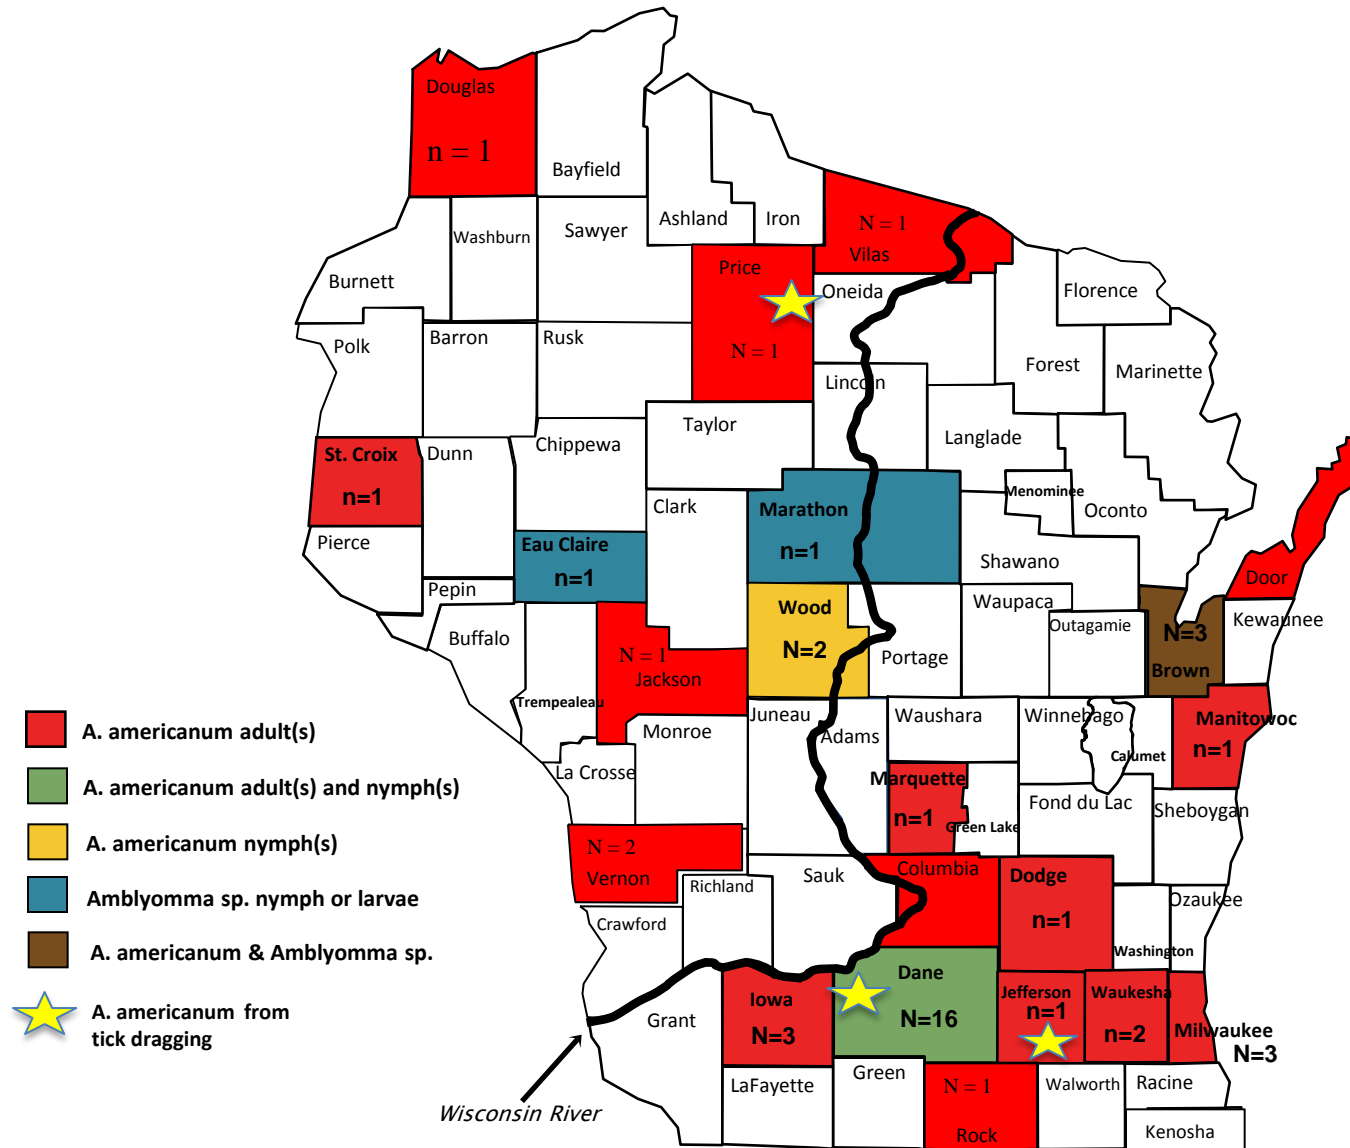 Douglas
n = 1
Bayfield
Ashland
Iron
N = 1
Vilas
Washburn
Sawyer
Burnett
Price
N = 1
Oneida
Florence
Polk
Barron
Rusk
Lincoln
Forest
Marinette
Taylor
Langlade
St. Croix
n=1
Dunn
Chippewa
Clark
Marathon
n=1
Menominee
Oconto
Pierce
Eau Claire
n=1
Shawano
Door
Pepin
Wood
N=2
Waupaca
Outagamie
N=3
Brown
Kewaunee
Buffalo
N = 1
Jackson
Portage
Trempealeau
Monroe
Juneau
Adams
Waushara
Winnebago
Calumet
Manitowoc
n=1
La Crosse
Marquette
n=1
Green Lake
Fond du Lac
Sheboygan
N = 2
Vernon
Richland
Sauk
Columbia
Dodge
n=1
Ozaukee
Crawford
Washington
Grant
Iowa
N=3
Dane
N=16
Jefferson
n=1
Waukesha
n=2
Milwaukee
N=3
LaFayette
Green
N = 1
Rock
Walworth
Racine
Kenosha
Wisconsin River
A. americanum adult(s)
A. americanum adult(s) and nymph(s)
A. americanum nymph(s)
Amblyomma sp. nymph or larvae
A. americanum & Amblyomma sp.
A. americanum from
tick dragging